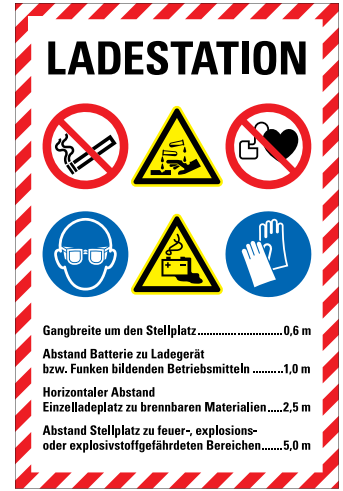 LADESTATION
Gangbreite um den Stellplatz............................0,6 m
Abstand Batterie zu Ladegerät
bzw. Funken bildenden Betriebsmitteln ..........1,0 m
Horizontaler Abstand
Einzelladeplatz zu brennbaren Materialien.....2,5 m
Abstand Stellplatz zu feuer-, explosions-
oder explosivstoffgefährdeten Bereichen......5,0 m